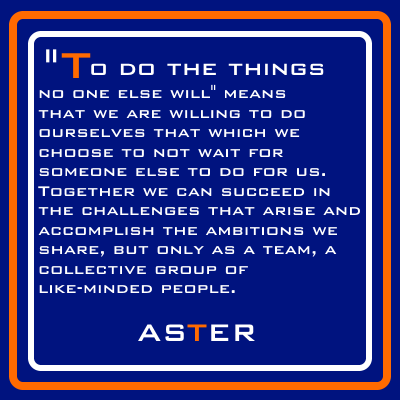 "To do the things
no one else will" means
that we are willing to do
ourselves that which we
choose to not wait for
someone else to do for us.
Together we can succeed in
the challenges that arise and
accomplish the ambitions we
share, but only as a team, a
collective group of
like-minded people.
ASTER